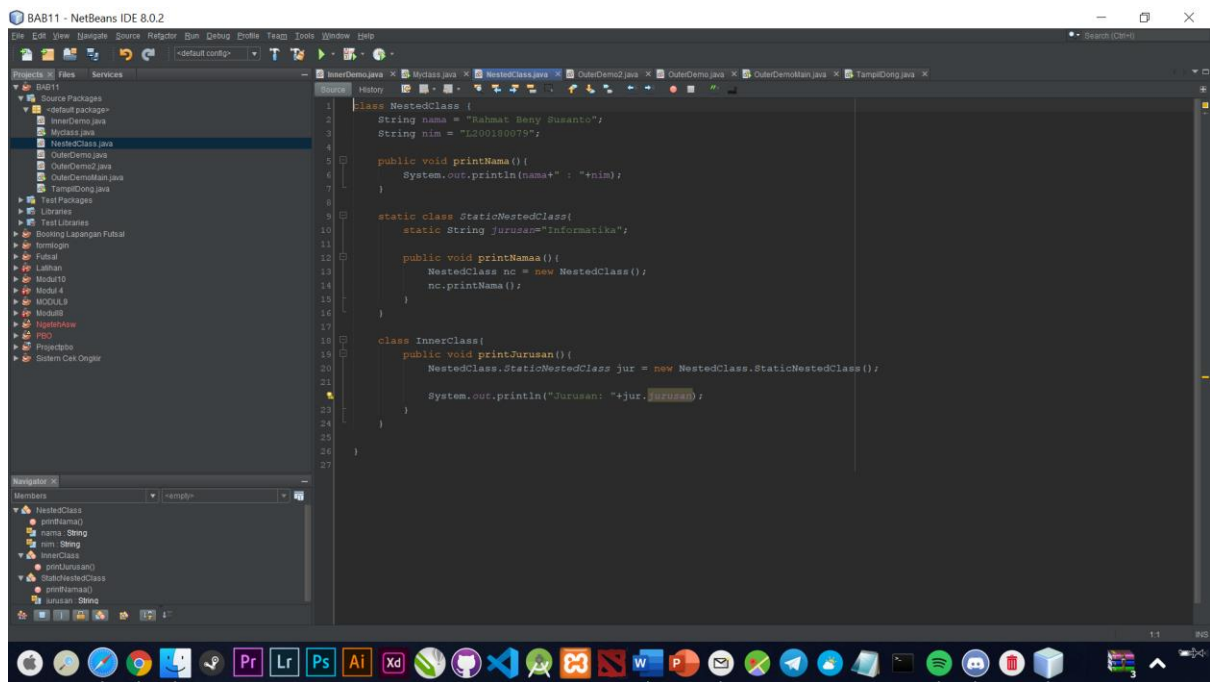 BAB11 - NetBeans IDE 8.0.2
File Edit View Navigate Source Refactor Run Debug Profile Team Tools Window Help
Search (Ctrl+I)
<default config>
Projects Files Services
InnerDemo.java Myclass.java NestedClass.java OuterDemo2.java OuterDemo.java OuterDemoMain.java TampilDong.java
Source History
BAB11
Source Packages
<default package>
InnerDemo.java
Myclass.java
NestedClass.java
OuterDemo.java
OuterDemo2.java
OuterDemoMain.java
TampilDong.java
Test Packages
Libraries
Test Libraries
Booking Lapangan Futsal
formlogin
Futsal
Latihan
Modul10
Modul 4
MODUL9
Modul8
NgetehAsw
PBO
Projectpbo
Sistem Cek Ongkir
1 class NestedClass {
2 String nama = "Rahmat Beny Susanto";
3 String nim = "L200180079";
4
5 public void printNama(){
6 System.out.println(nama+" : "+nim);
7 }
8
9 static class StaticNestedClass{
10 static String jurusan="Informatika";
11
12 public void printNamaa(){
13 NestedClass nc = new NestedClass();
14 nc.printNama();
15 }
16 }
17
18 class InnerClass{
19 public void printJurusan(){
20 NestedClass.StaticNestedClass jur = new NestedClass.StaticNestedClass();
21
System.out.println("Jurusan: "+jur.jurusan);
23 }
24 }
25
26 }
27
Navigator
Members <empty>
NestedClass
printNama()
nama : String
nim : String
InnerClass
printJurusan()
StaticNestedClass
printNamaa()
jurusan : String
1:1 INS
Pr Lr Ps Ai Xd W P
3